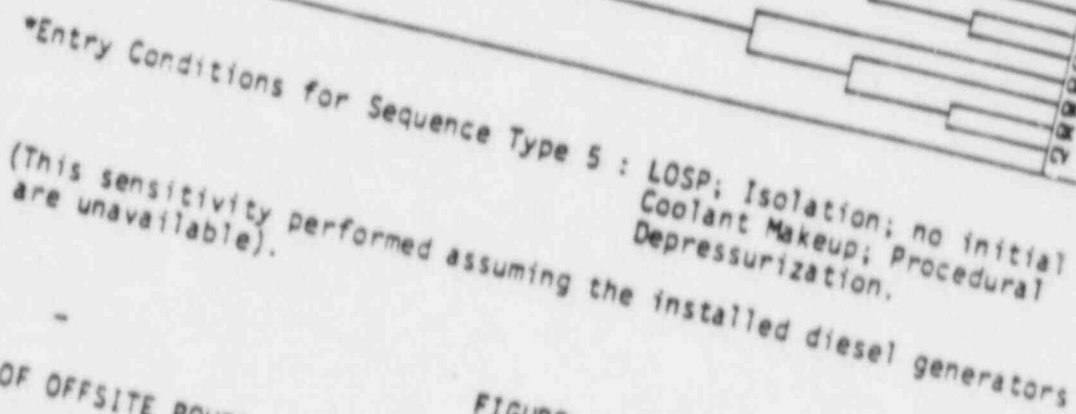 *Entry Conditions for Sequence Type 5 : LOSP; Isolation; no initial
Coolant Makeup; Procedural
Depressurization.
(This sensitivity performed assuming the installed diesel generators
are unavailable).
OF OFFSITE
FIGURE